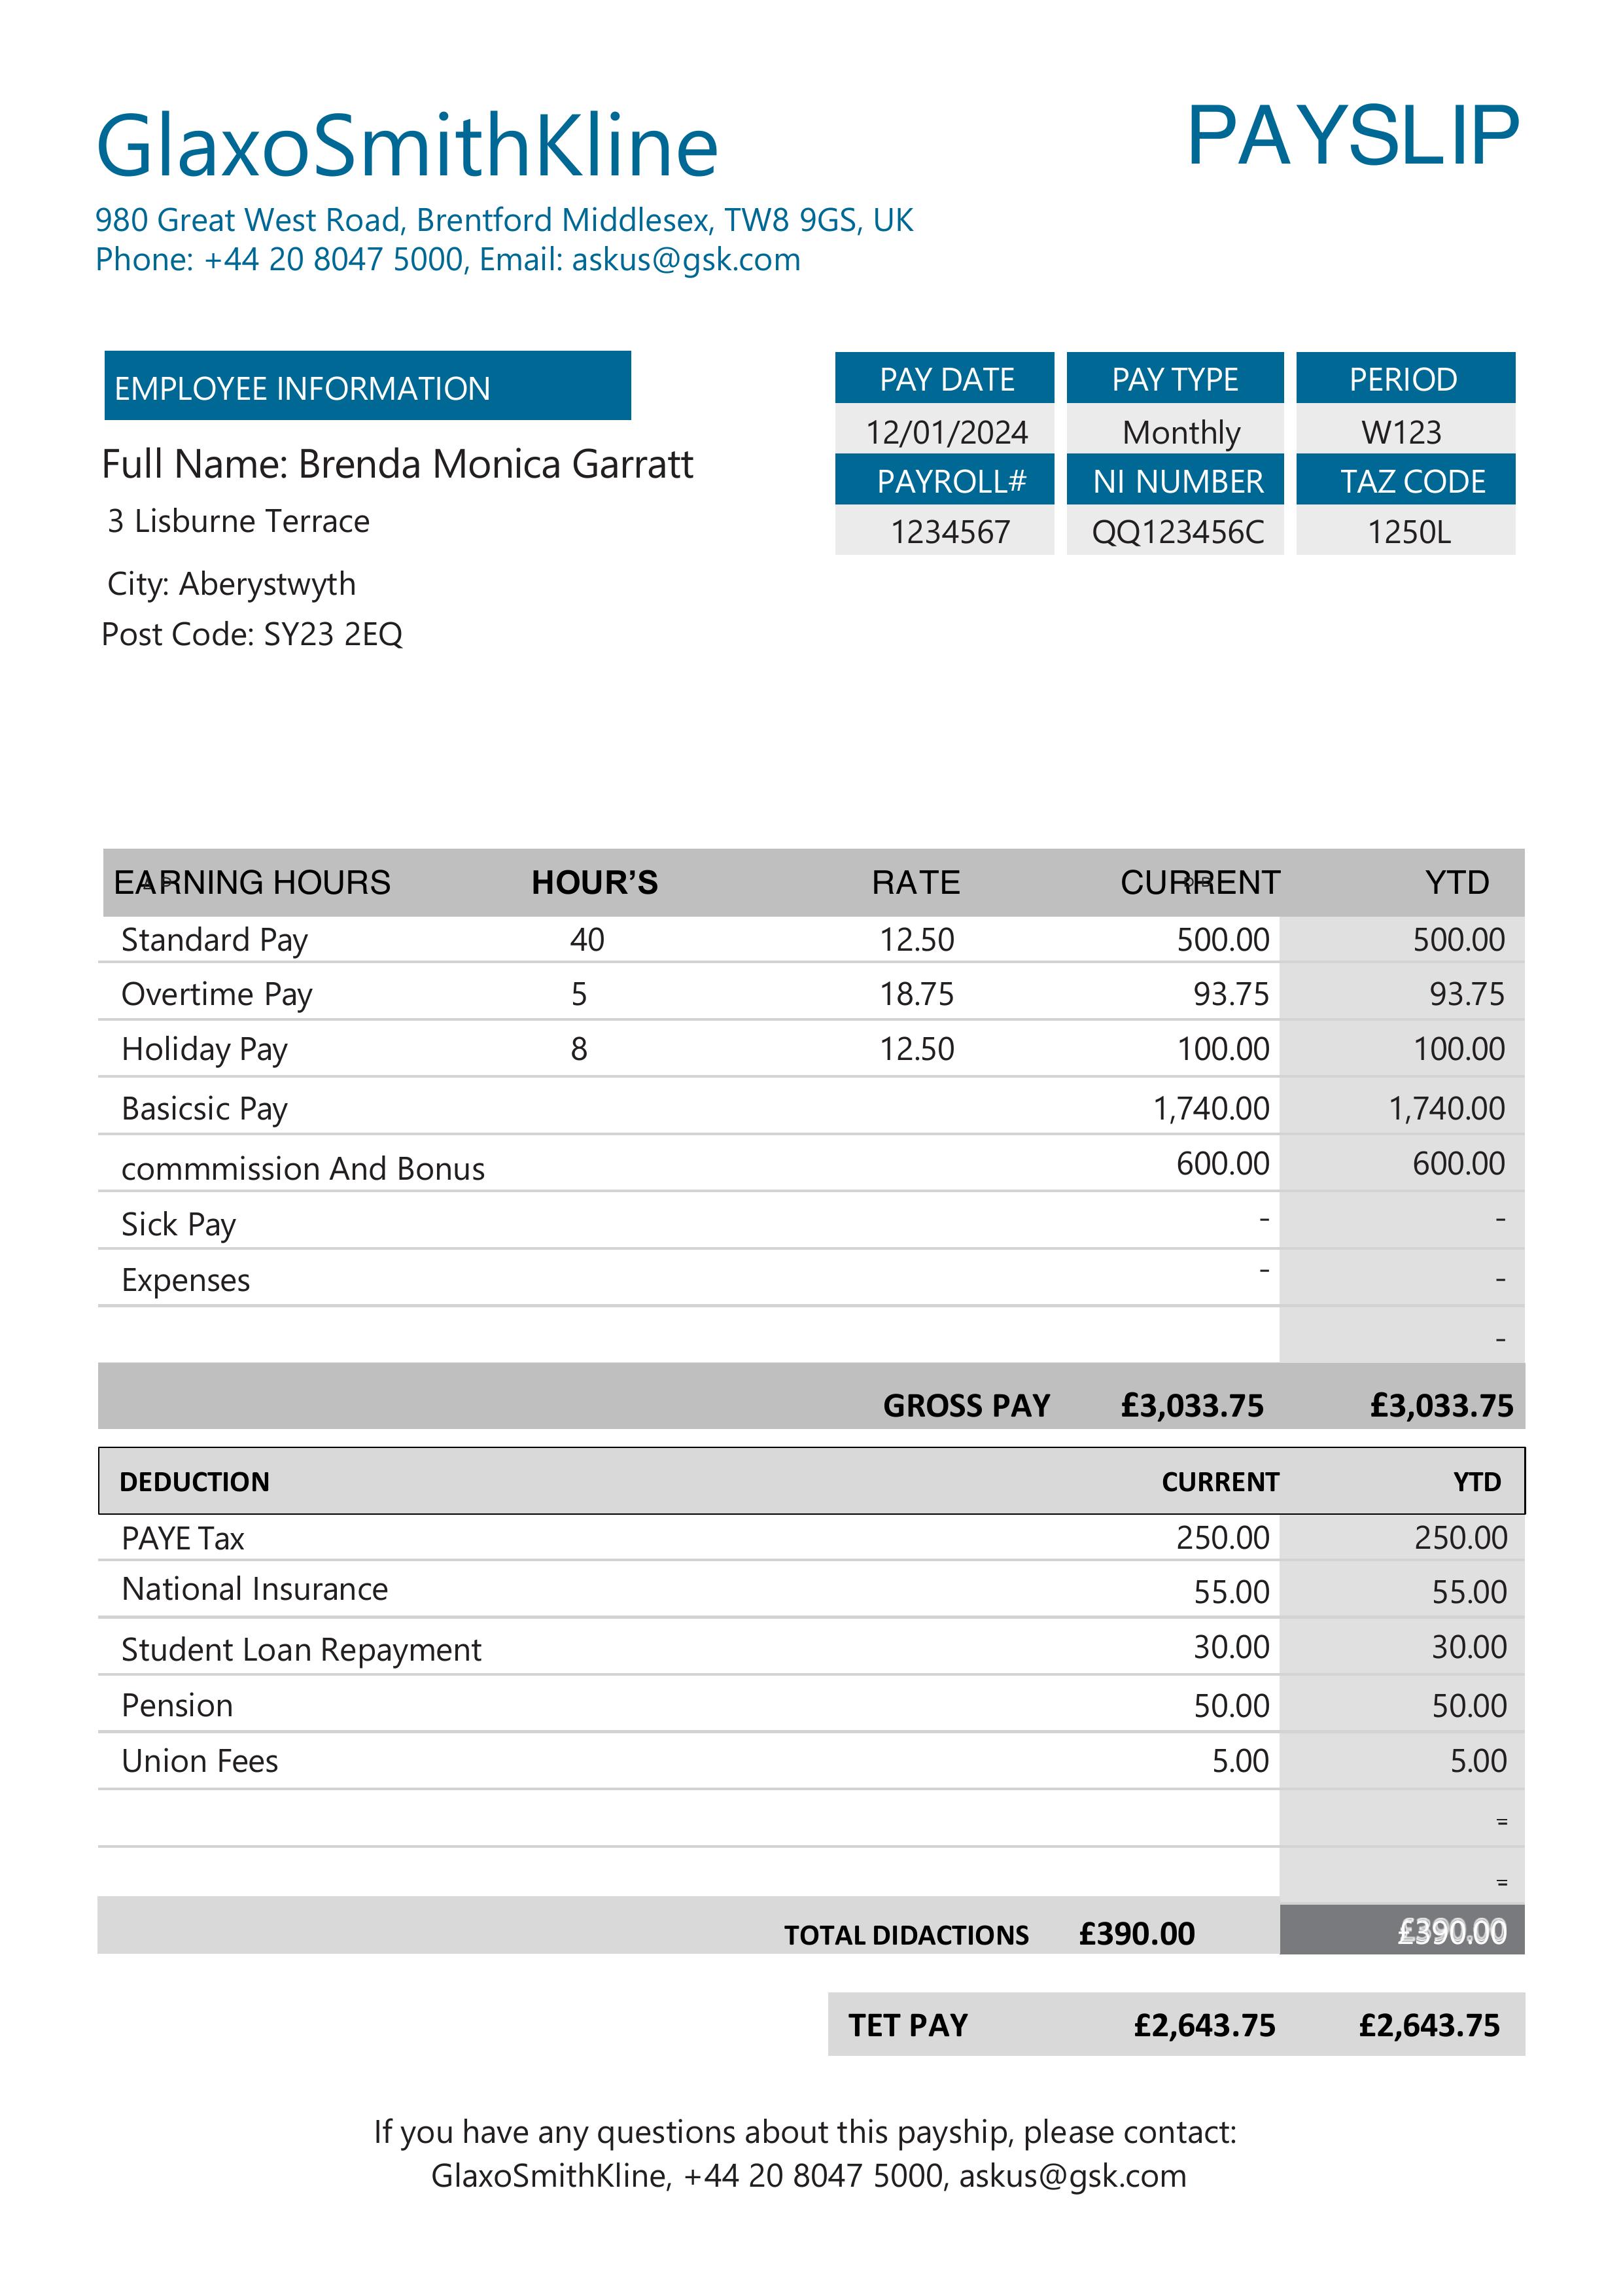 GlaxoSmithKline
PAYSLIP
980 Great West Road, Brentford Middlesex, TW8 9GS, UK
Phone: +44 20 8047 5000, Email: askus@gsk.com
EMPLOYEE INFORMATION
Full Name: Brenda Monica Garratt
3 Lisburne Terrace
City: Aberystwyth
Post Code: SY23 2EQ
PAY DATE PAY TYPE PERIOD
12/01/2024 Monthly W123
PAYROLL# NI NUMBER TAZ CODE
1234567 QQ123456C 1250L
EARNING HOURS HOUR’S RATE CURRENT YTD
Standard Pay 40 12.50 500.00 500.00
Overtime Pay 5 18.75 93.75 93.75
Holiday Pay 8 12.50 100.00 100.00
Basicsic Pay 1,740.00 1,740.00
commmission And Bonus 600.00 600.00
Sick Pay - -
Expenses - -
-
GROSS PAY £3,033.75 £3,033.75
DEDUCTION CURRENT YTD
PAYE Tax 250.00 250.00
National Insurance 55.00 55.00
Student Loan Repayment 30.00 30.00
Pension 50.00 50.00
Union Fees 5.00 5.00
=
=
TOTAL DIDACTIONS £390.00 £390.00
TET PAY £2,643.75 £2,643.75
If you have any questions about this payship, please contact:
GlaxoSmithKline, +44 20 8047 5000, askus@gsk.com